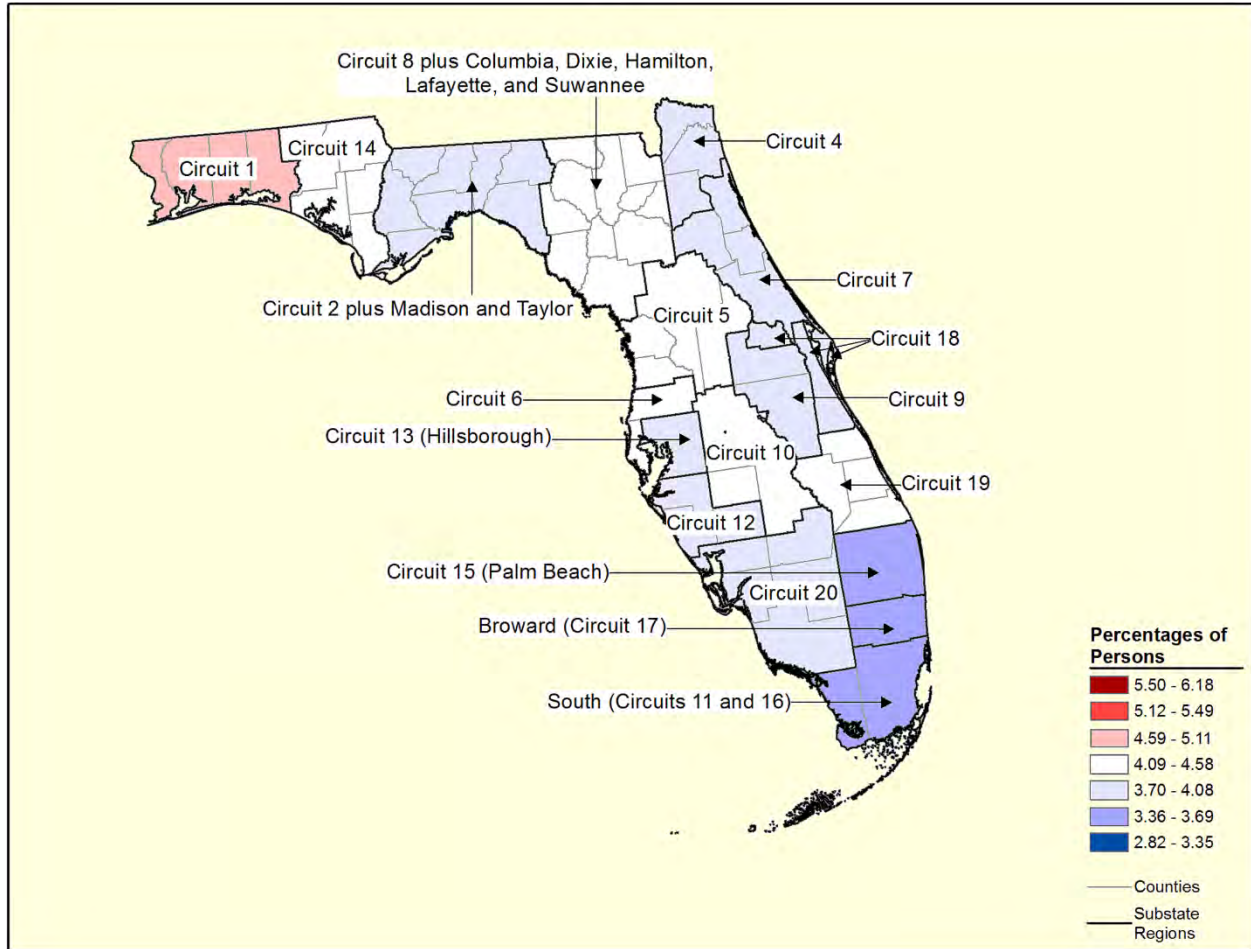 Circuit 8 plus Columbia, Dixie, Hamilton,
Lafayette, and Suwannee
Circuit 4
Circuit 14
Circuit 1
Circuit 7
Circuit 2 plus Madison and Taylor
Circuit 5
Circuit 18
Circuit 6
Circuit 9
Circuit 13 (Hillsborough)
Circuit 10
Circuit 19
Circuit 12
Circuit 15 (Palm Beach)
Circuit 20
Broward (Circuit 17)
South (Circuits 11 and 16)
Percentages of
Persons
5.50 - 6.18
5.12 - 5.49
4.59 - 5.11
4.09 - 4.58
3.70 - 4.08
3.36 - 3.69
2.82 - 3.35
Counties
Substate
Regions